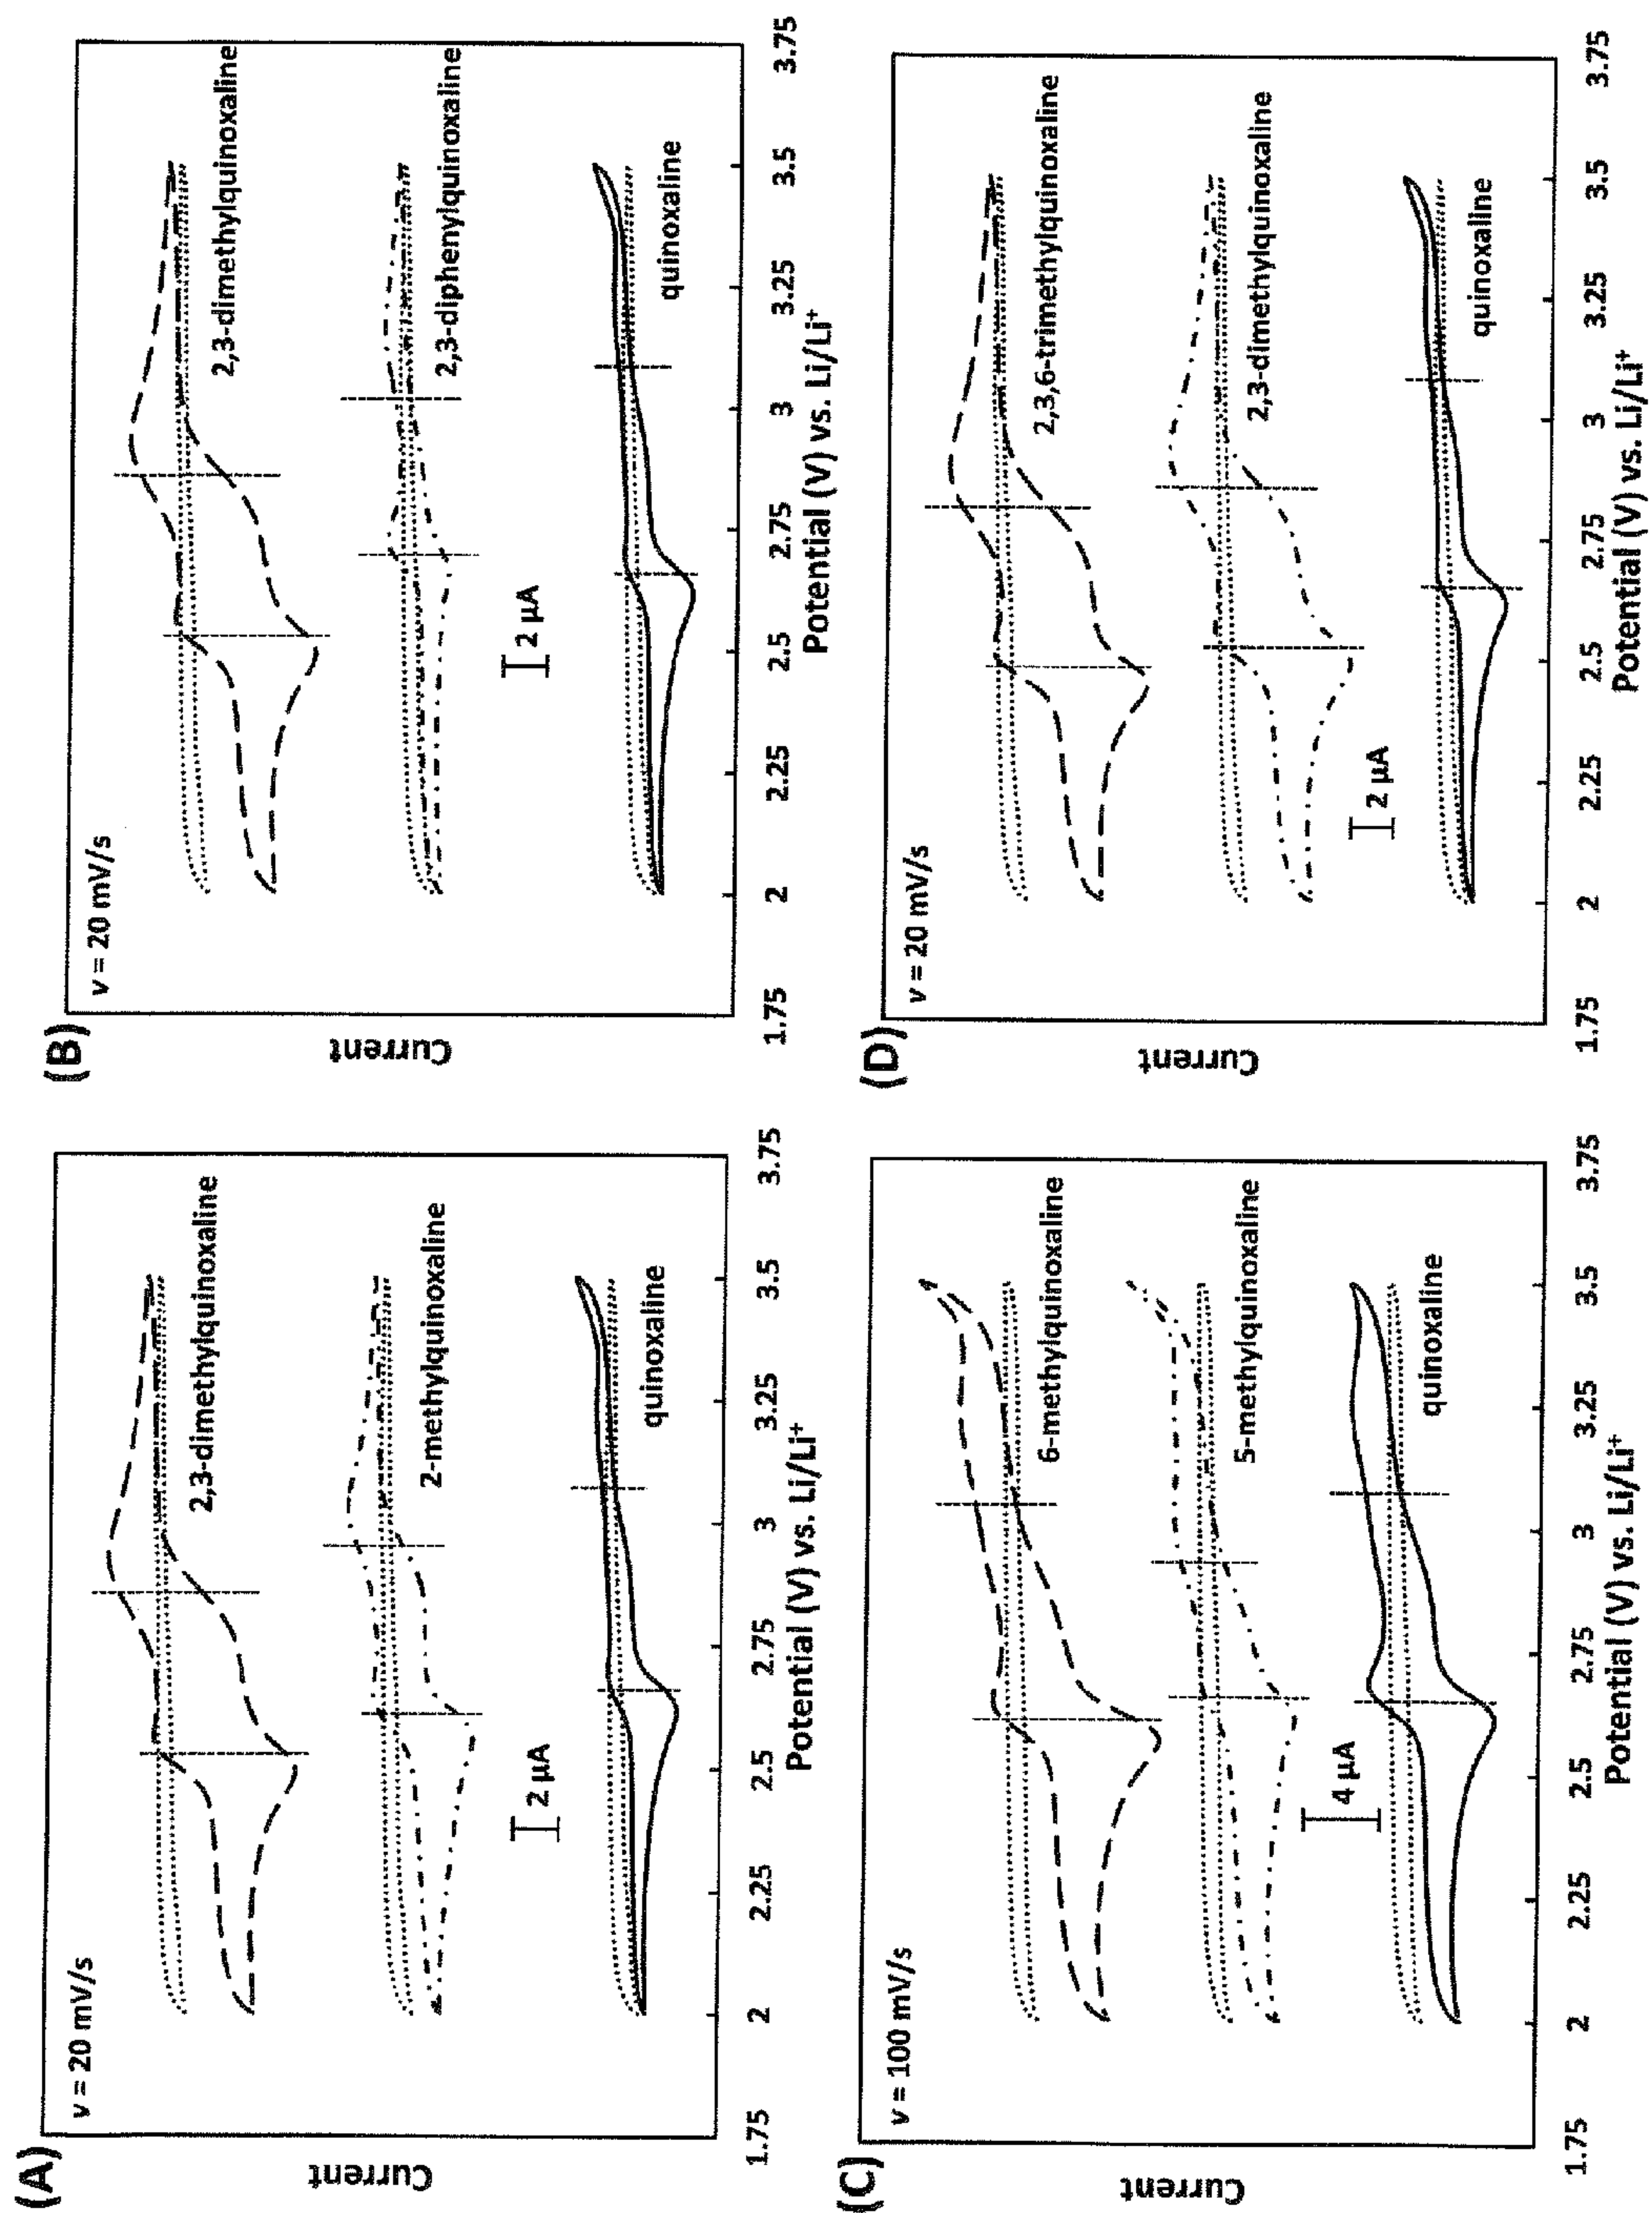 (A)
v = 20 mV/s
2,3-dimethylquinoxaline
2-methylquinoxaline
2 µA
quinoxaline
Current
1.75 2 2.25 2.5 2.75 3 3.25 3.5 3.75
Potential (V) vs. Li/Li⁺
(B)
v = 20 mV/s
2,3-dimethylquinoxaline
2,3-diphenylquinoxaline
2 µA
quinoxaline
Current
1.75 2 2.25 2.5 2.75 3 3.25 3.5 3.75
Potential (V) vs. Li/Li⁺
(C)
v = 100 mV/s
6-methylquinoxaline
5-methylquinoxaline
4 µA
quinoxaline
Current
1.75 2 2.25 2.5 2.75 3 3.25 3.5 3.75
Potential (V) vs. Li/Li⁺
(D)
v = 20 mV/s
2,3,6-trimethylquinoxaline
2,3-dimethylquinoxaline
2 µA
quinoxaline
Current
1.75 2 2.25 2.5 2.75 3 3.25 3.5 3.75
Potential (V) vs. Li/Li⁺